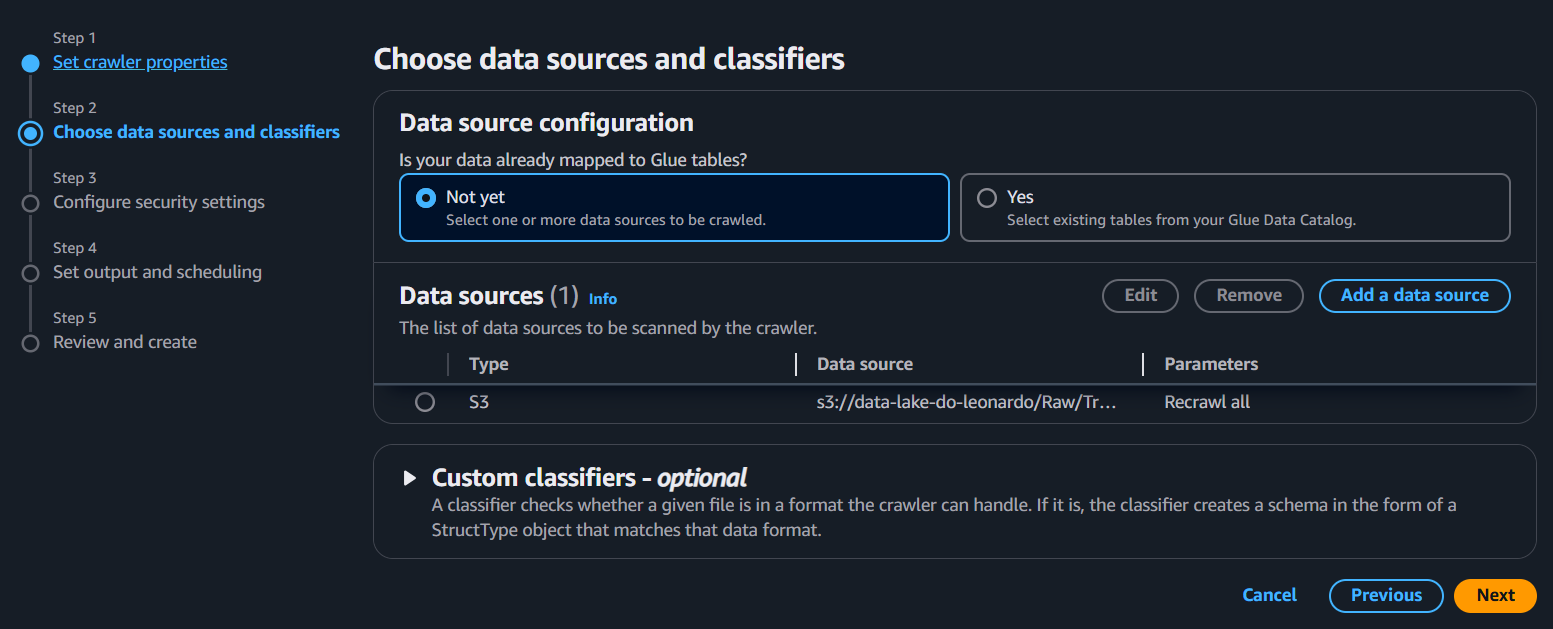 Step 1
Set crawler properties
Step 2
Choose data sources and classifiers
Step 3
Configure security settings
Step 4
Set output and scheduling
Step 5
Review and create
Choose data sources and classifiers
Data source configuration
Is your data already mapped to Glue tables?
Not yet
Select one or more data sources to be crawled.
Yes
Select existing tables from your Glue Data Catalog.
Data sources (1) Info
Edit Remove Add a data source
The list of data sources to be scanned by the crawler.
Type Data source Parameters
S3 s3://data-lake-do-leonardo/Raw/Tr... Recrawl all
Custom classifiers - optional
A classifier checks whether a given file is in a format the crawler can handle. If it is, the classifier creates a schema in the form of a
StructType object that matches that data format.
Cancel Previous Next